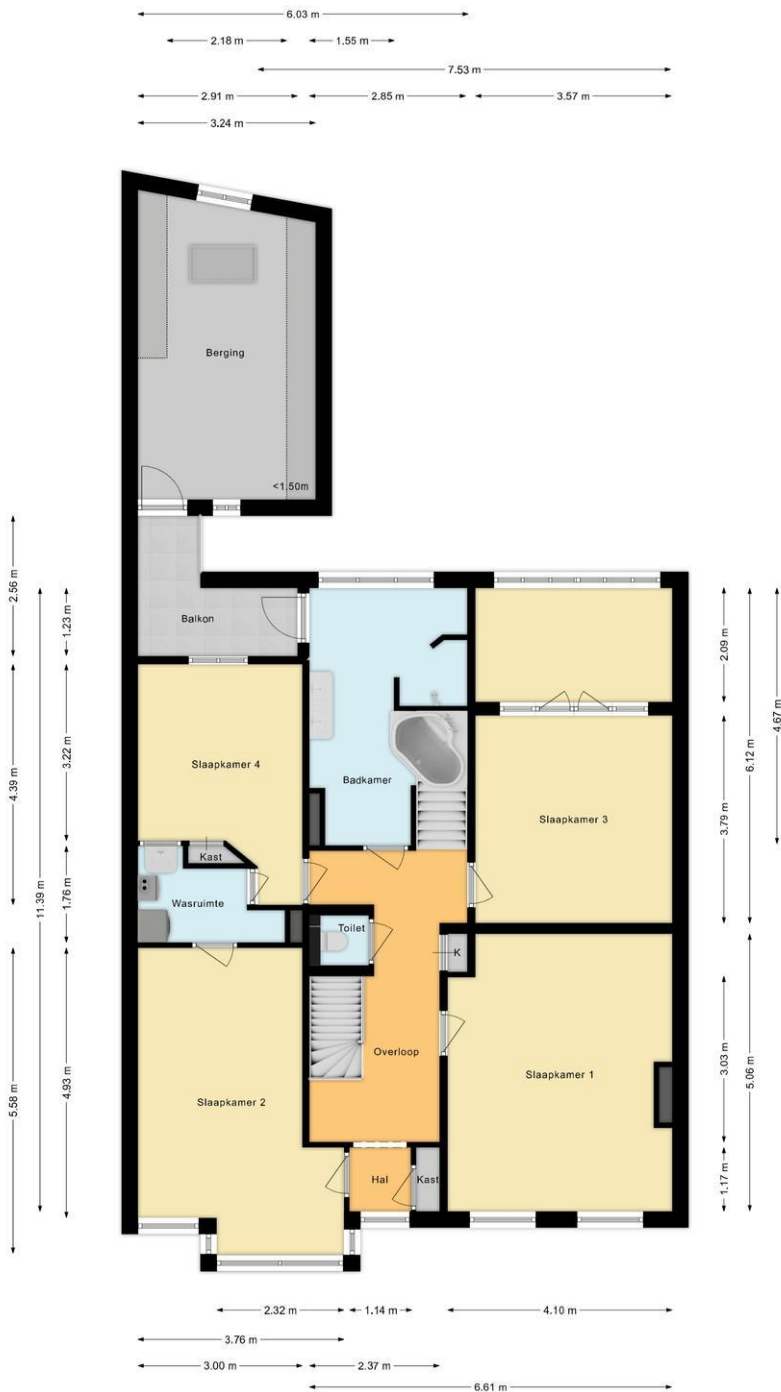 6.03 m
2.18 m
1.55 m
7.53 m
2.91 m
2.85 m
3.57 m
3.24 m
Berging
<1.50m
2.56 m
1.23 m
Balkon
2.09 m
4.67 m
4.39 m
3.22 m
6.12 m
Slaapkamer 4
Badkamer
3.79 m
Slaapkamer 3
Kast
11.39 m
1.76 m
Wasruimte
Toilet
K
Overloop
3.03 m
5.06 m
Slaapkamer 1
5.58 m
4.93 m
Slaapkamer 2
Hal
Kast
1.17 m
2.32 m
1.14 m
4.10 m
3.76 m
3.00 m
2.37 m
6.61 m